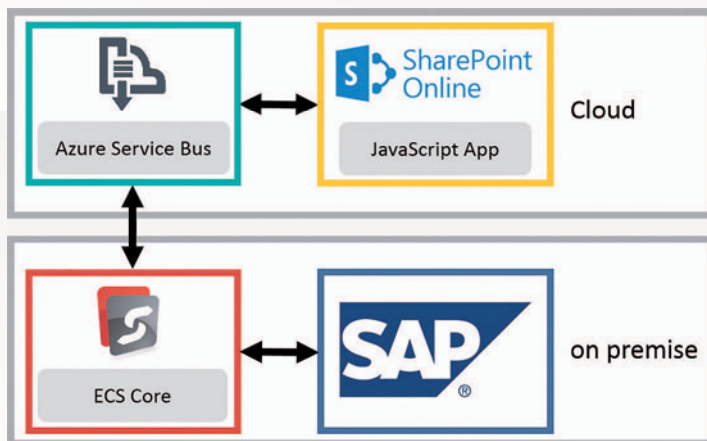 SharePoint
Online
S
Azure Service Bus
JavaScript App
Cloud
SAP
®
ECS Core
on premise